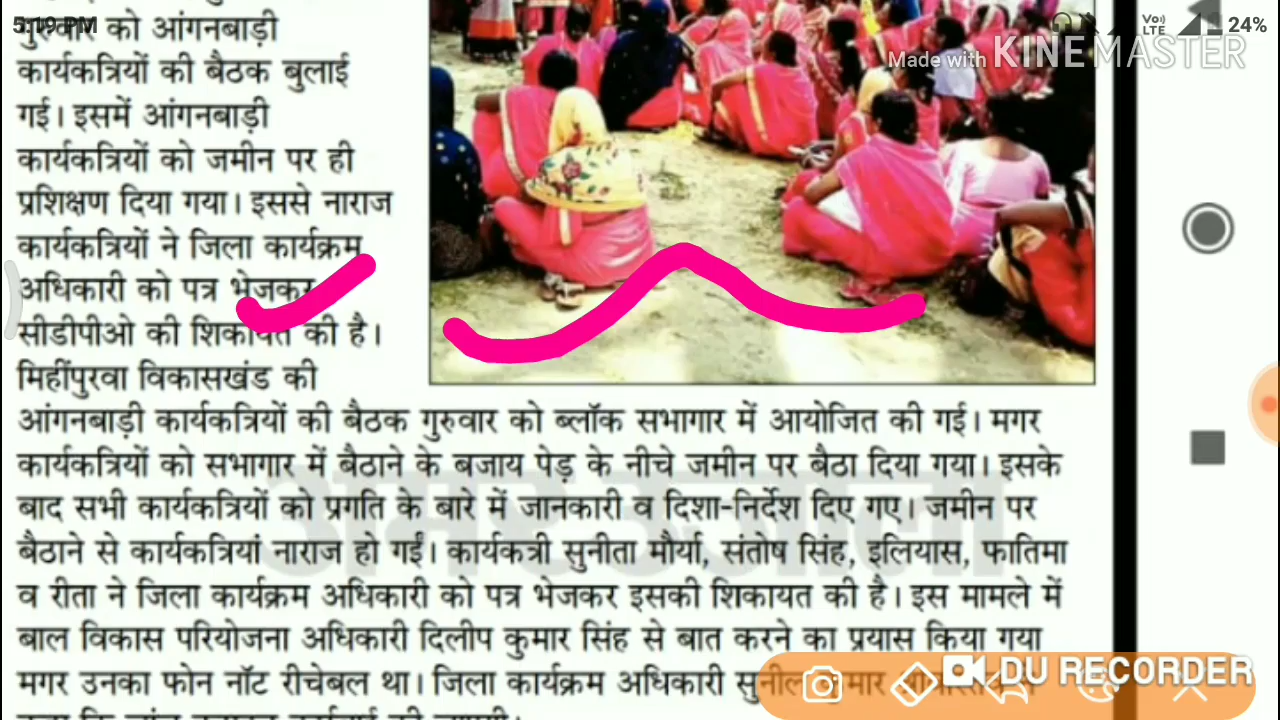 5:19 PM
Vo) LTE 24%
Made with KINEMASTER
गुरुवार को आंगनबाड़ी
कार्यकत्रियों की बैठक बुलाई
गई। इसमें आंगनबाड़ी
कार्यकत्रियों को जमीन पर ही
प्रशिक्षण दिया गया। इससे नाराज
कार्यकत्रियों ने जिला कार्यक्रम
अधिकारी को पत्र भेजकर
सीडीपीओ की शिकायत की है।
मिहींपुरवा विकासखंड की
आंगनबाड़ी कार्यकत्रियों की बैठक गुरुवार को ब्लॉक सभागार में आयोजित की गई। मगर
कार्यकत्रियों को सभागार में बैठाने के बजाय पेड़ के नीचे जमीन पर बैठा दिया गया। इसके
बाद सभी कार्यकत्रियों को प्रगति के बारे में जानकारी व दिशा-निर्देश दिए गए। जमीन पर
बैठाने से कार्यकत्रियां नाराज हो गईं। कार्यकत्री सुनीता मौर्या, संतोष सिंह, इलियास, फातिमा
व रीता ने जिला कार्यक्रम अधिकारी को पत्र भेजकर इसकी शिकायत की है। इस मामले में
बाल विकास परियोजना अधिकारी दिलीप कुमार सिंह से बात करने का प्रयास किया गया
मगर उनका फोन नॉट रीचेबल था। जिला कार्यक्रम अधिकारी सुनील कुमार
अमर उजाला
DU RECORDER